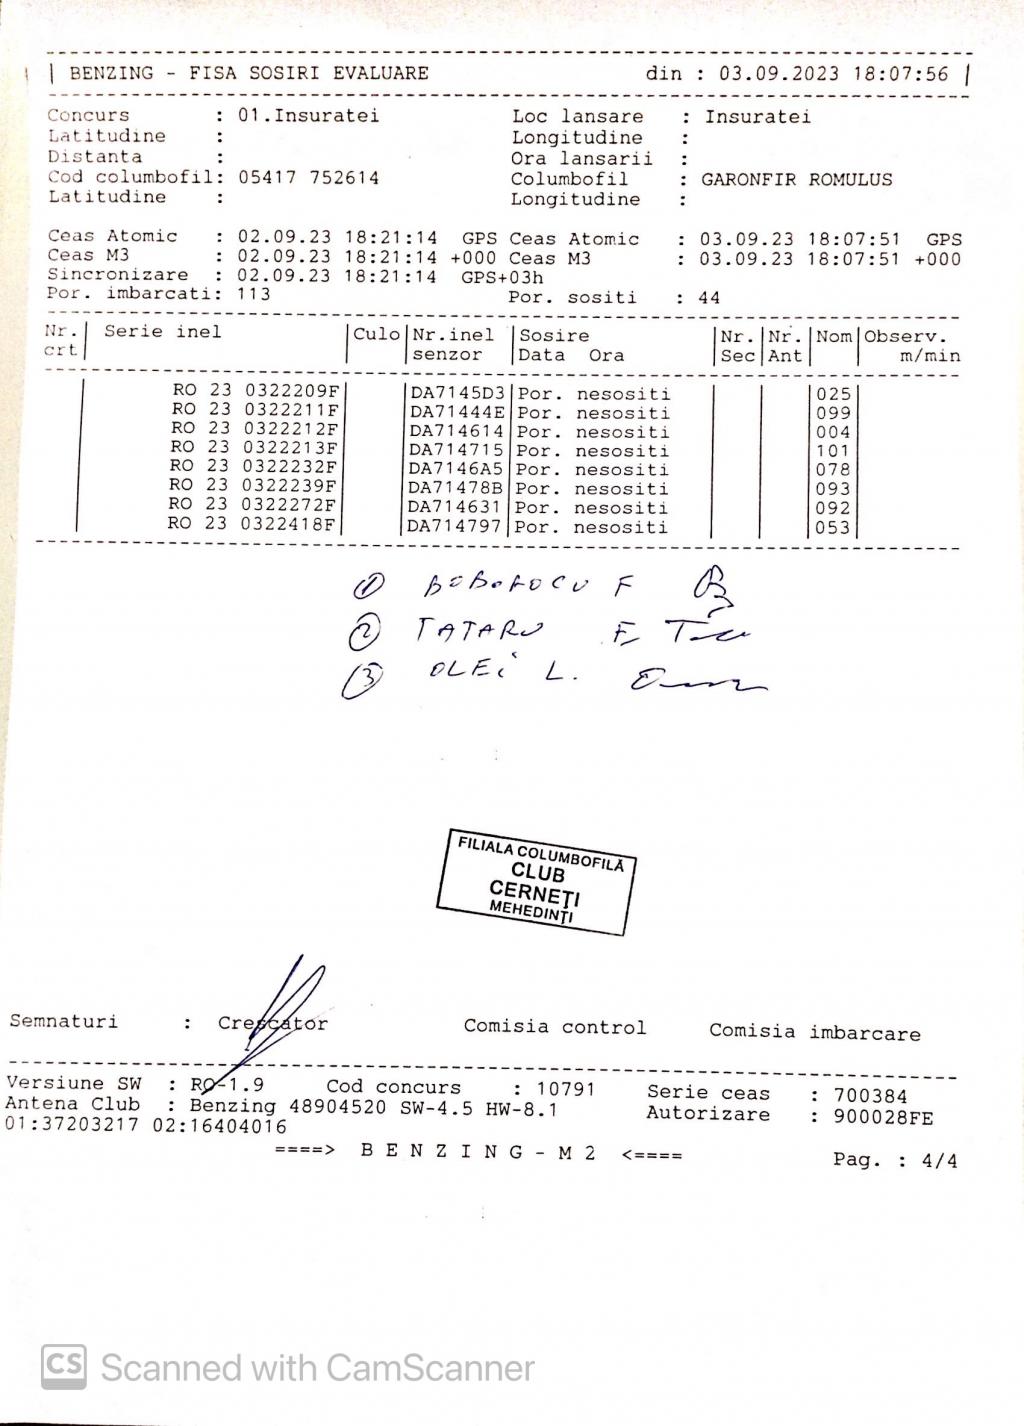 | BENZING - FISA SOSIRI EVALUARE din : 03.09.2023 18:07:56 |
Concurs : 01.Insuratei Loc lansare : Insuratei
Latitudine : Longitudine :
Distanta : Ora lansarii :
Cod columbofil: 05417 752614 Columbofil : GARONFIR ROMULUS
Latitudine : Longitudine :
Ceas Atomic : 02.09.23 18:21:14 GPS Ceas Atomic : 03.09.23 18:07:51 GPS
Ceas M3 : 02.09.23 18:21:14 +000 Ceas M3 : 03.09.23 18:07:51 +000
Sincronizare : 02.09.23 18:21:14 GPS+03h
Por. imbarcati: 113 Por. sositi : 44
Nr.| Serie inel |Culo|Nr.inel |Sosire |Nr.|Nr.|Nom|Observ.
crt| senzor |Data Ora |Sec|Ant| | m/min
RO 23 0322209F| |DA7145D3|Por. nesositi | | |025|
RO 23 0322211F| |DA71444E|Por. nesositi | | |099|
RO 23 0322212F| |DA714614|Por. nesositi | | |004|
RO 23 0322213F| |DA714715|Por. nesositi | | |101|
RO 23 0322232F| |DA7146A5|Por. nesositi | | |078|
RO 23 0322239F| |DA71478B|Por. nesositi | | |093|
RO 23 0322272F| |DA714631|Por. nesositi | | |092|
RO 23 0322418F| |DA714797|Por. nesositi | | |053|
1 F
2 TATARU F
3 OLEi L.
FILIALA COLUMBOFILĂ
CLUB
CERNEȚI
MEHEDINȚI
Semnaturi : Crescator Comisia control Comisia imbarcare
Versiune SW : RO-1.9 Cod concurs : 10791 Serie ceas : 700384
Antena Club : Benzing 48904520 SW-4.5 HW-8.1 Autorizare : 900028FE
01:37203217 02:16404016
====> B E N Z I N G - M 2 <====
Pag. : 4/4
CS Scanned with CamScanner